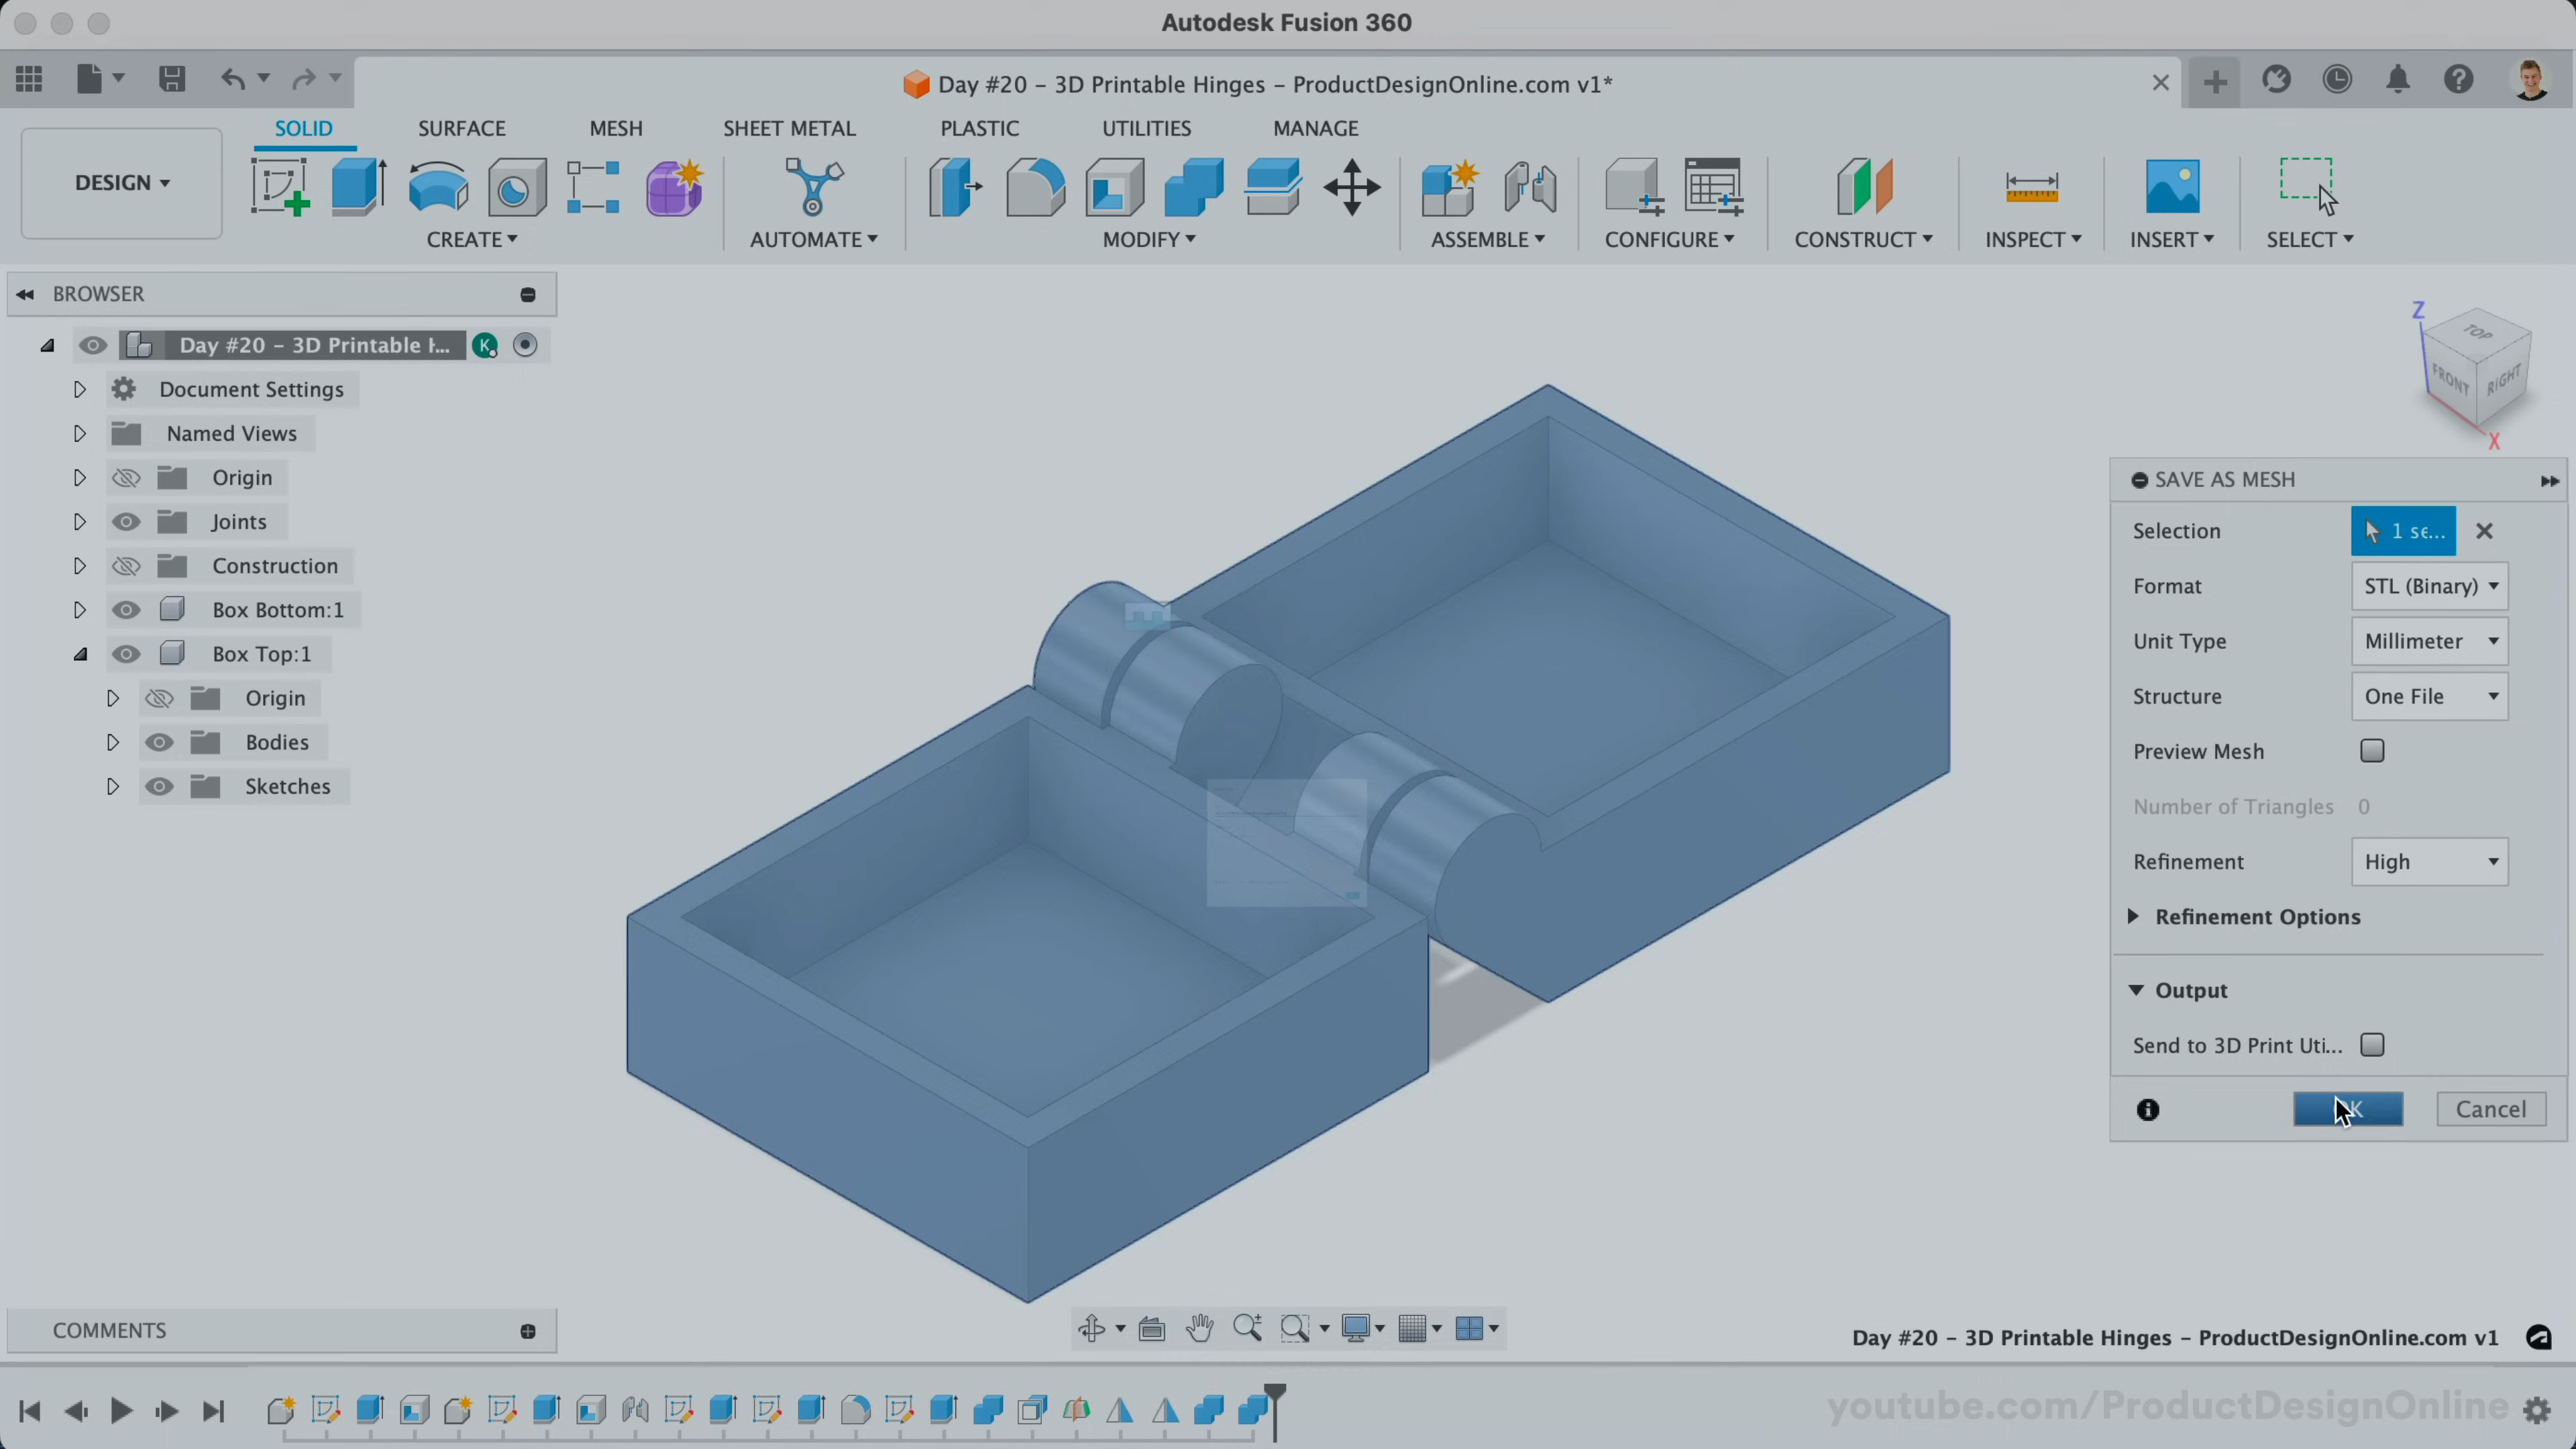 Autodesk Fusion 360
Day #20 - 3D Printable Hinges - ProductDesignOnline.com v1*
SOLID SURFACE MESH SHEET METAL PLASTIC UTILITIES MANAGE
DESIGN
CREATE AUTOMATE MODIFY ASSEMBLE CONFIGURE CONSTRUCT INSPECT INSERT SELECT
BROWSER
Day #20 - 3D Printable H... K
Document Settings
Named Views
Origin
Joints
Construction
Box Bottom:1
Box Top:1
Origin
Bodies
Sketches
Z
TOP
FRONT RIGHT
X
SAVE AS MESH
Selection 1 se...
Format STL (Binary)
Unit Type Millimeter
Structure One File
Preview Mesh
Number of Triangles 0
Refinement High
Refinement Options
Output
Send to 3D Print Uti...
Cancel
COMMENTS
Day #20 - 3D Printable Hinges - ProductDesignOnline.com v1
youtube.com/ProductDesignOnline